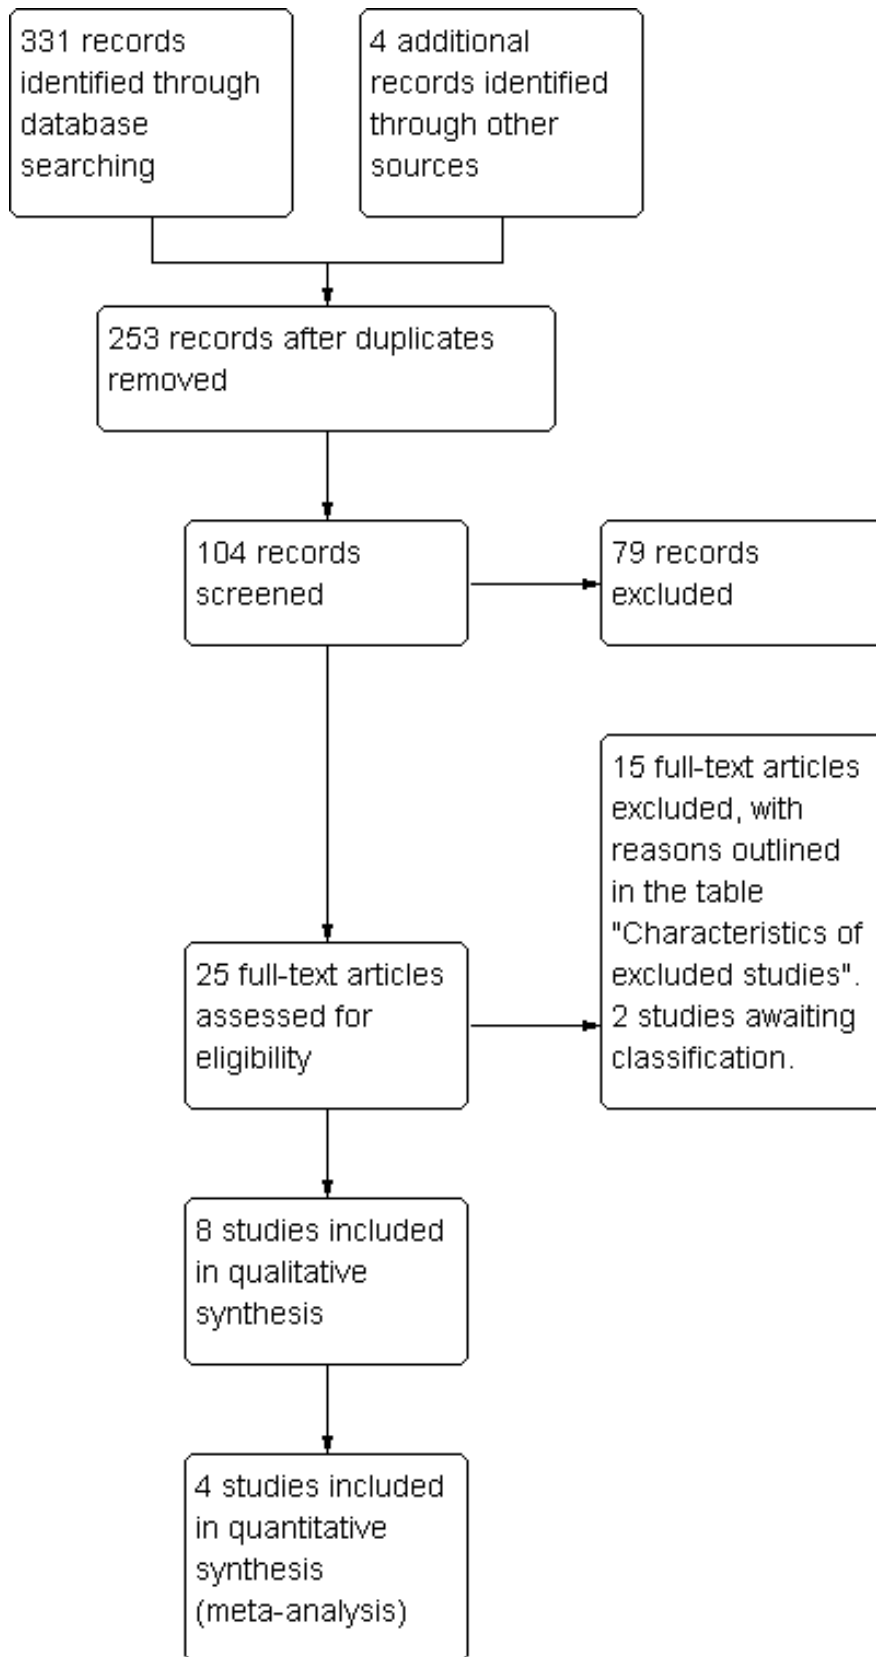 331 records
identified through
database
searching
4 additional
records identified
through other
sources
253 records after duplicates
removed
104 records
screened
79 records
excluded
15 full-text articles
excluded, with
reasons outlined
in the table
"Characteristics of
excluded studies".
2 studies awaiting
classification.
25 full-text articles
assessed for
eligibility
8 studies included
in qualitative
synthesis
4 studies included
in quantitative
synthesis
(meta-analysis)